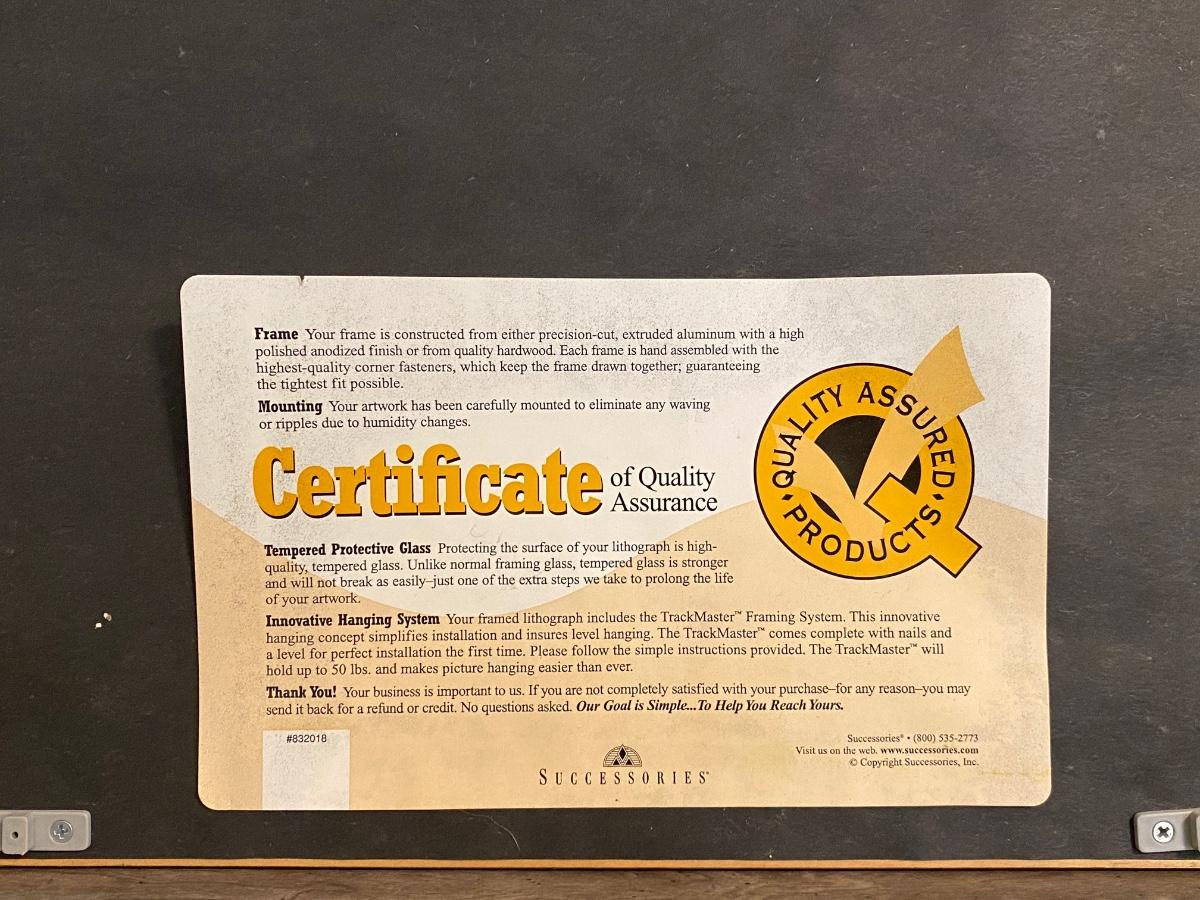 Frame Your frame is constructed from either precision-cut, extruded aluminum with a high
polished anodized finish or from quality hardwood. Each frame is hand assembled with the
highest-quality corner fasteners, which keep the frame drawn together; guaranteeing
the tightest fit possible.
Mounting Your artwork has been carefully mounted to eliminate any waving
or ripples due to humidity changes.
Certificate of Quality
Assurance
QUALITY ASSURED
• PRODUCTS •
Tempered Protective Glass Protecting the surface of your lithograph is high-
quality, tempered glass. Unlike normal framing glass, tempered glass is stronger
and will not break as easily–just one of the extra steps we take to prolong the life
of your artwork.
Innovative Hanging System Your framed lithograph includes the TrackMaster™ Framing System. This innovative
hanging concept simplifies installation and insures level hanging. The TrackMaster™ comes complete with nails and
a level for perfect installation the first time. Please follow the simple instructions provided. The TrackMaster™ will
hold up to 50 lbs. and makes picture hanging easier than ever.
Thank You! Your business is important to us. If you are not completely satisfied with your purchase–for any reason–you may
send it back for a refund or credit. No questions asked. Our Goal is Simple...To Help You Reach Yours.
#832018
SUCCESSORIES®
Successories® • (800) 535-2773
Visit us on the web. www.successories.com
© Copyright Successories, Inc.